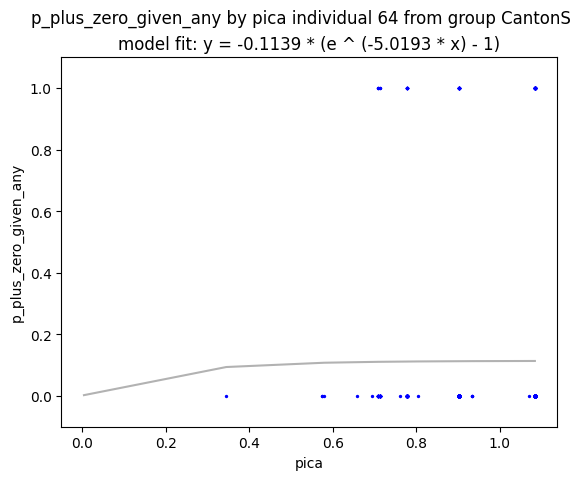 p_plus_zero_given_any by pica individual 64 from group CantonS
model fit: y = -0.1139 * (e ^ (-5.0193 * x) - 1)
1.0
0.8
0.6
0.4
0.2
0.0
p_plus_zero_given_any
0.0 0.2 0.4 0.6 0.8 1.0
pica